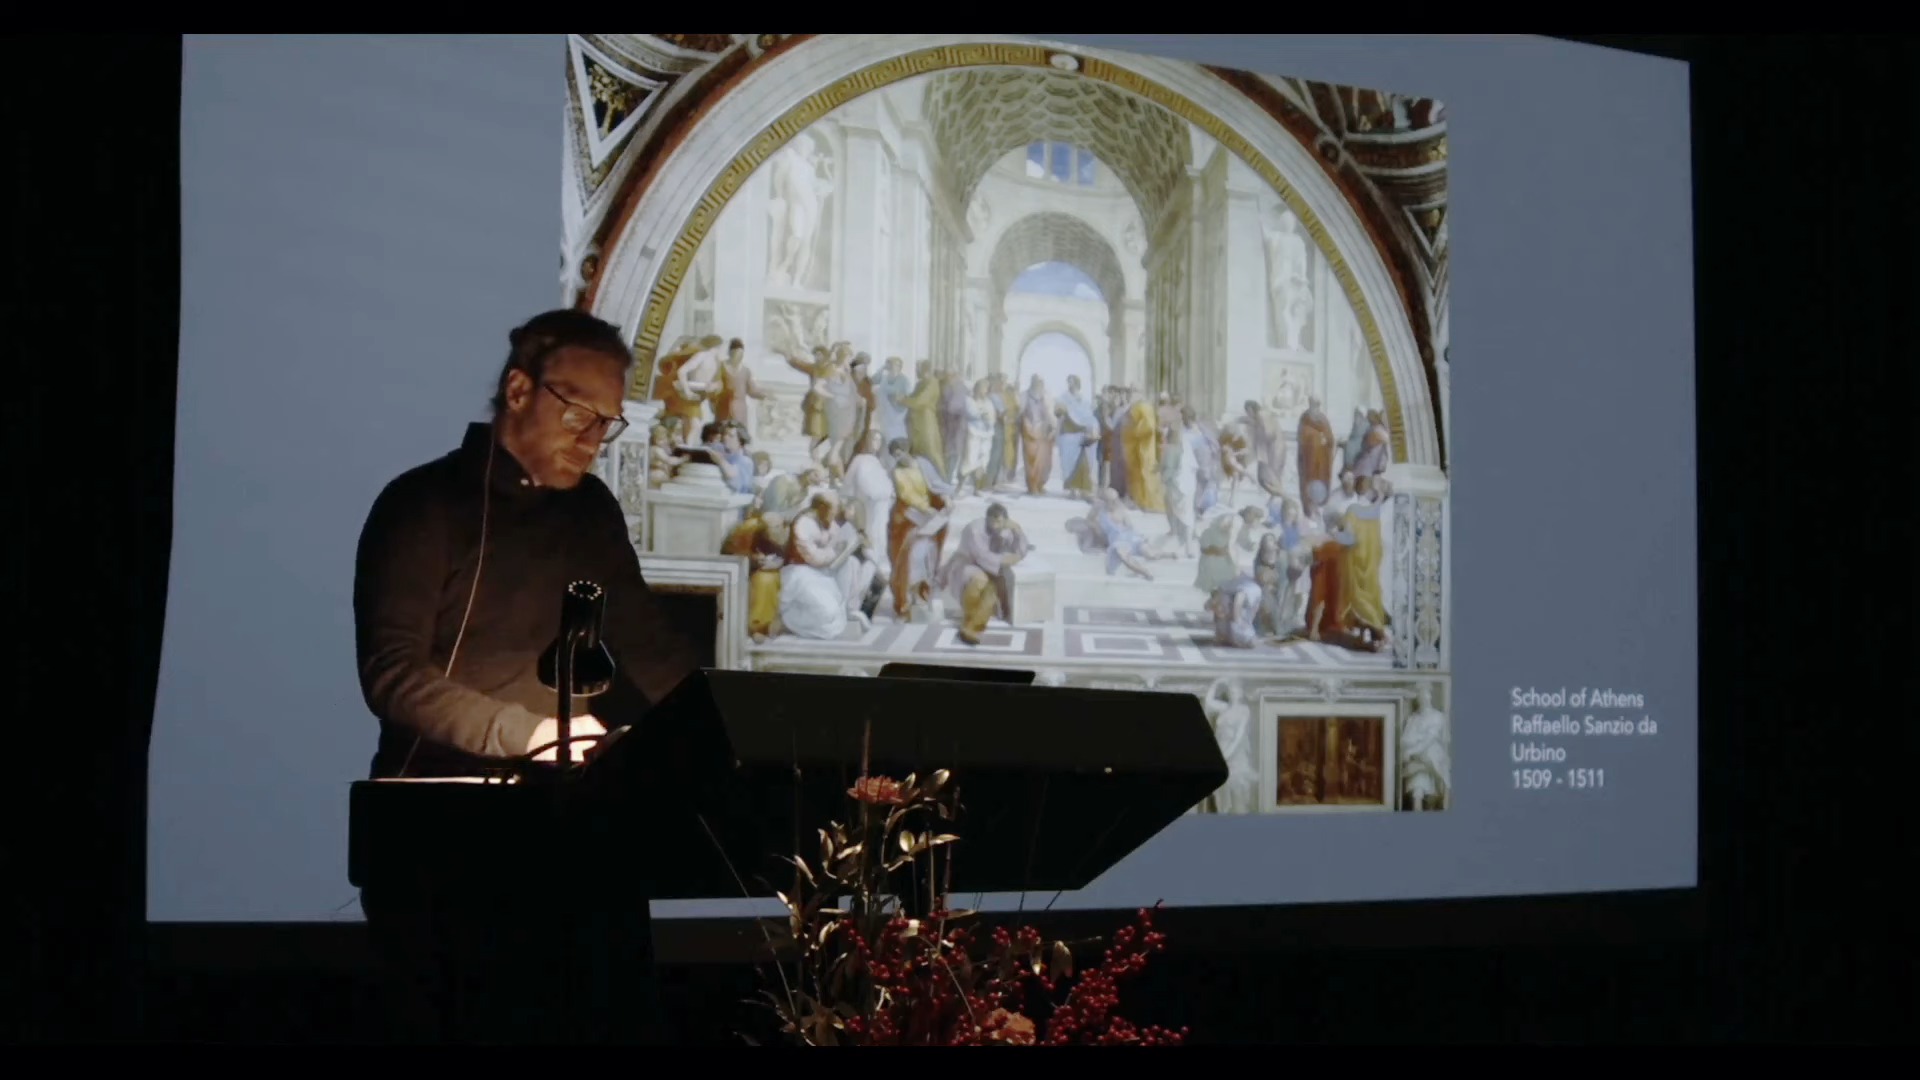 School of Athens
Raffaello Sanzio da
Urbino
1509 - 1511